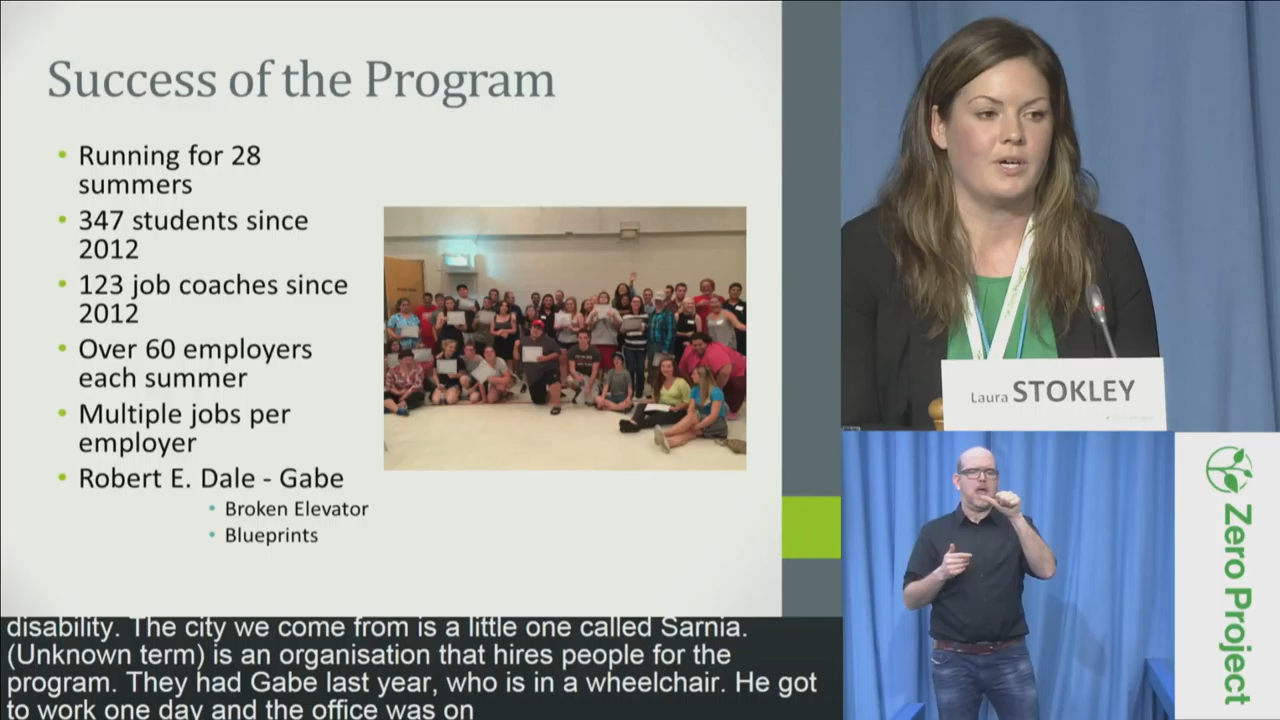 Success of the Program
• Running for 28
summers
• 347 students since
2012
• 123 job coaches since
2012
• Over 60 employers
each summer
• Multiple jobs per
employer
• Robert E. Dale - Gabe
• Broken Elevator
• Blueprints
Laura STOKLEY
Zero Project
disability. The city we come from is a little one called Sarnia.
(Unknown term) is an organisation that hires people for the
program. They had Gabe last year, who is in a wheelchair. He got
to work one day and the office was on